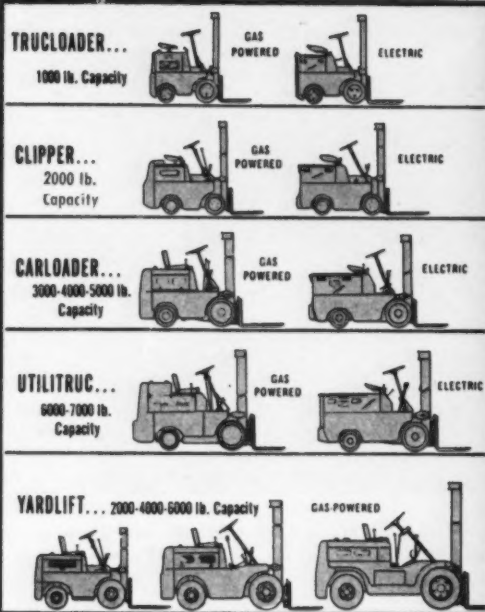 TRUCLOADER...
1000 lb. Capacity
GAS
POWERED
ELECTRIC
CLIPPER...
2000 lb.
Capacity
GAS
POWERED
ELECTRIC
CARLOADER...
3000-4000-5000 lb.
Capacity
GAS
POWERED
ELECTRIC
UTILITRUC...
6000-7000 lb.
Capacity
GAS
POWERED
ELECTRIC
YARDLIFT... 2000-4000-6000 lb. Capacity
GAS-POWERED